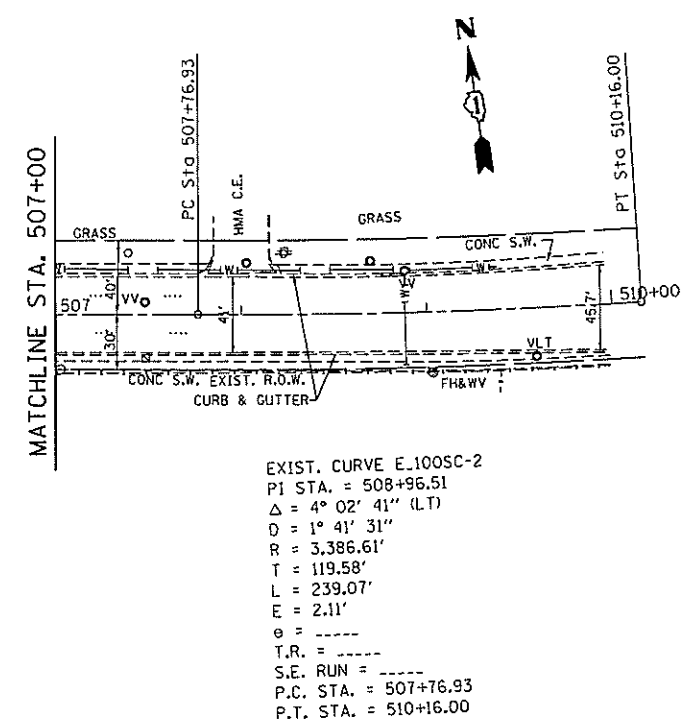 N
MATCHLINE STA. 507+00
PC Sta 507+76.93
PT Sta 510+16.00
HMA C.E.
GRASS
GRASS
CONC S.W.
W
W
W
VV
W
507
VV
40'
30'
41'
45.7'
510+00
VLT
CONC S.W. EXIST. R.O.W.
FH&WV
CURB & GUTTER
EXIST. CURVE E_100SC-2
PI STA. = 508+96.51
Δ = 4° 02' 41" (LT)
D = 1° 41' 31"
R = 3,386.61'
T = 119.58'
L = 239.07'
E = 2.11'
e = -----
T.R. = -----
S.E. RUN = -----
P.C. STA. = 507+76.93
P.T. STA. = 510+16.00